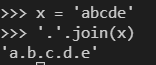 >>> x = 'abcde'
>>> '.'.join(x)
'a.b.c.d.e'